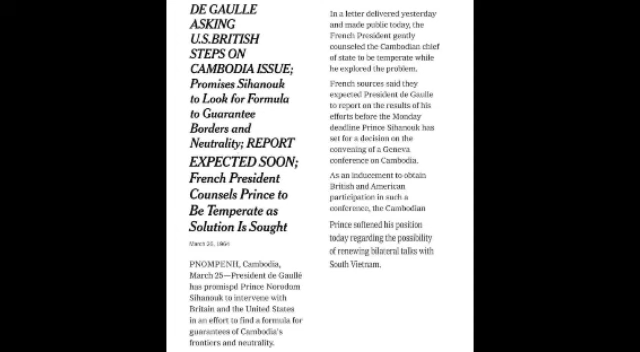 DE GAULLE
ASKING
U.S.BRITISH
STEPS ON
CAMBODIA ISSUE;
Promises Sihanouk
to Look for Formula
to Guarantee
Borders and
Neutrality; REPORT
EXPECTED SOON;
French President
Counsels Prince to
Be Temperate as
Solution Is Sought
March 25, 1964
PNOMPENH, Cambodia,
March 25—President de Gaulle
has promispd Prince Norodom
Sihanouk to intervene with
Britain and the United States
in an effort to find a formula for
guarantees of Cambodia's
frontiers and neutrality.
In a letter delivered yesterday
and made public today, the
French President gently
counseled the Cambodian chief
of state to be temperate while
he explored the problem.
French sources said they
expected President de Gaulle
to report on the results of his
efforts before the Monday
deadline Prince Sihanouk has
set for a decision on the
convening of a Geneva
conference on Cambodia.
As an inducement to obtain
British and American
participation in such a
conference, the Cambodian
Prince softened his position
today regarding the possibility
of renewing bilateral talks with
South Vietnam.